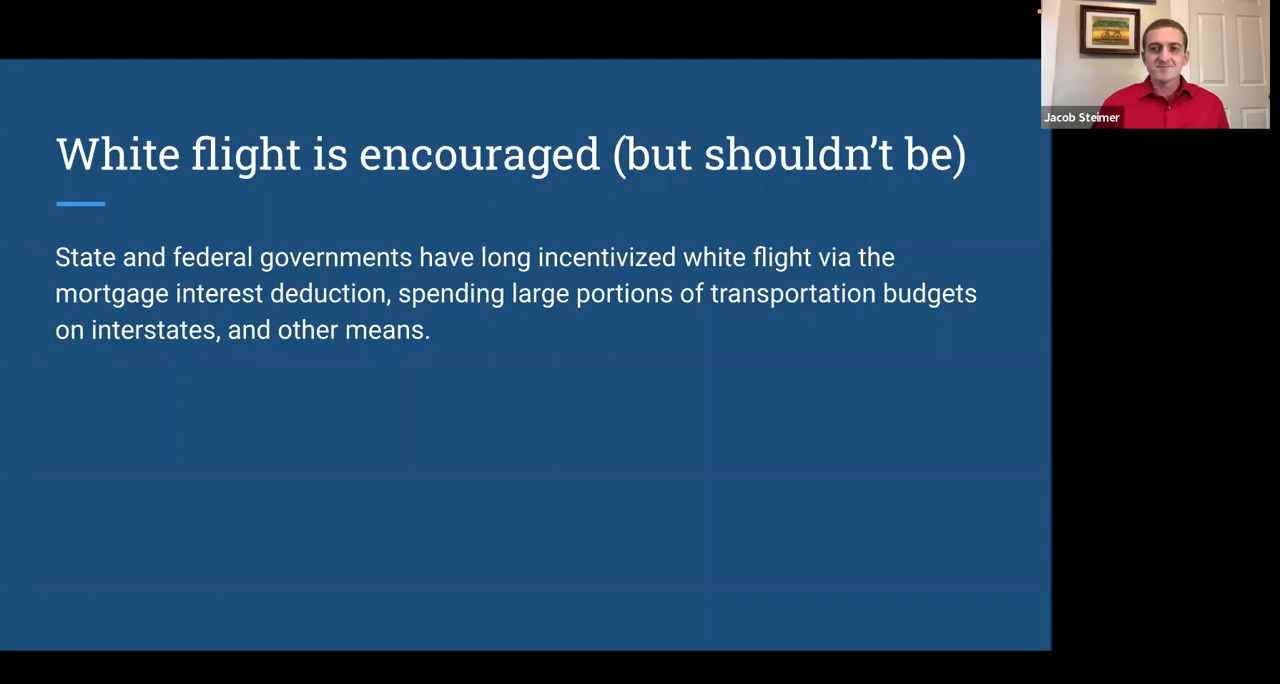 White flight is encouraged (but shouldn’t be)
State and federal governments have long incentivized white flight via the
mortgage interest deduction, spending large portions of transportation budgets
on interstates, and other means.
Jacob Steimer